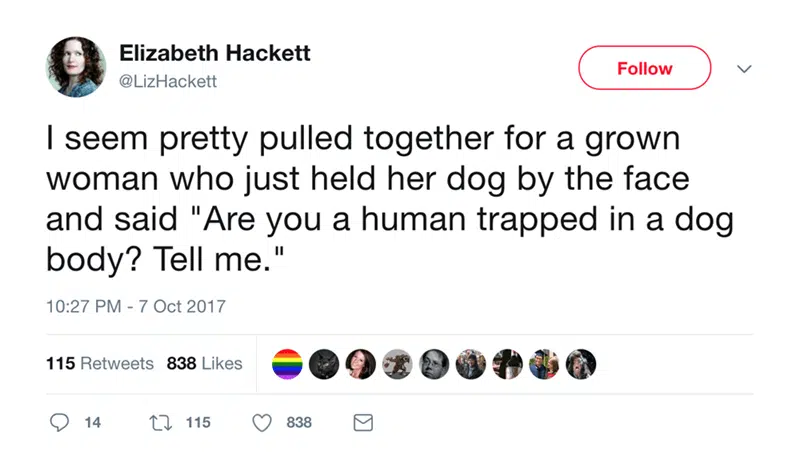 Elizabeth Hackett
@LizHackett
Follow
I seem pretty pulled together for a grown
woman who just held her dog by the face
and said "Are you a human trapped in a dog
body? Tell me."
10:27 PM - 7 Oct 2017
115 Retweets 838 Likes
14 115 838